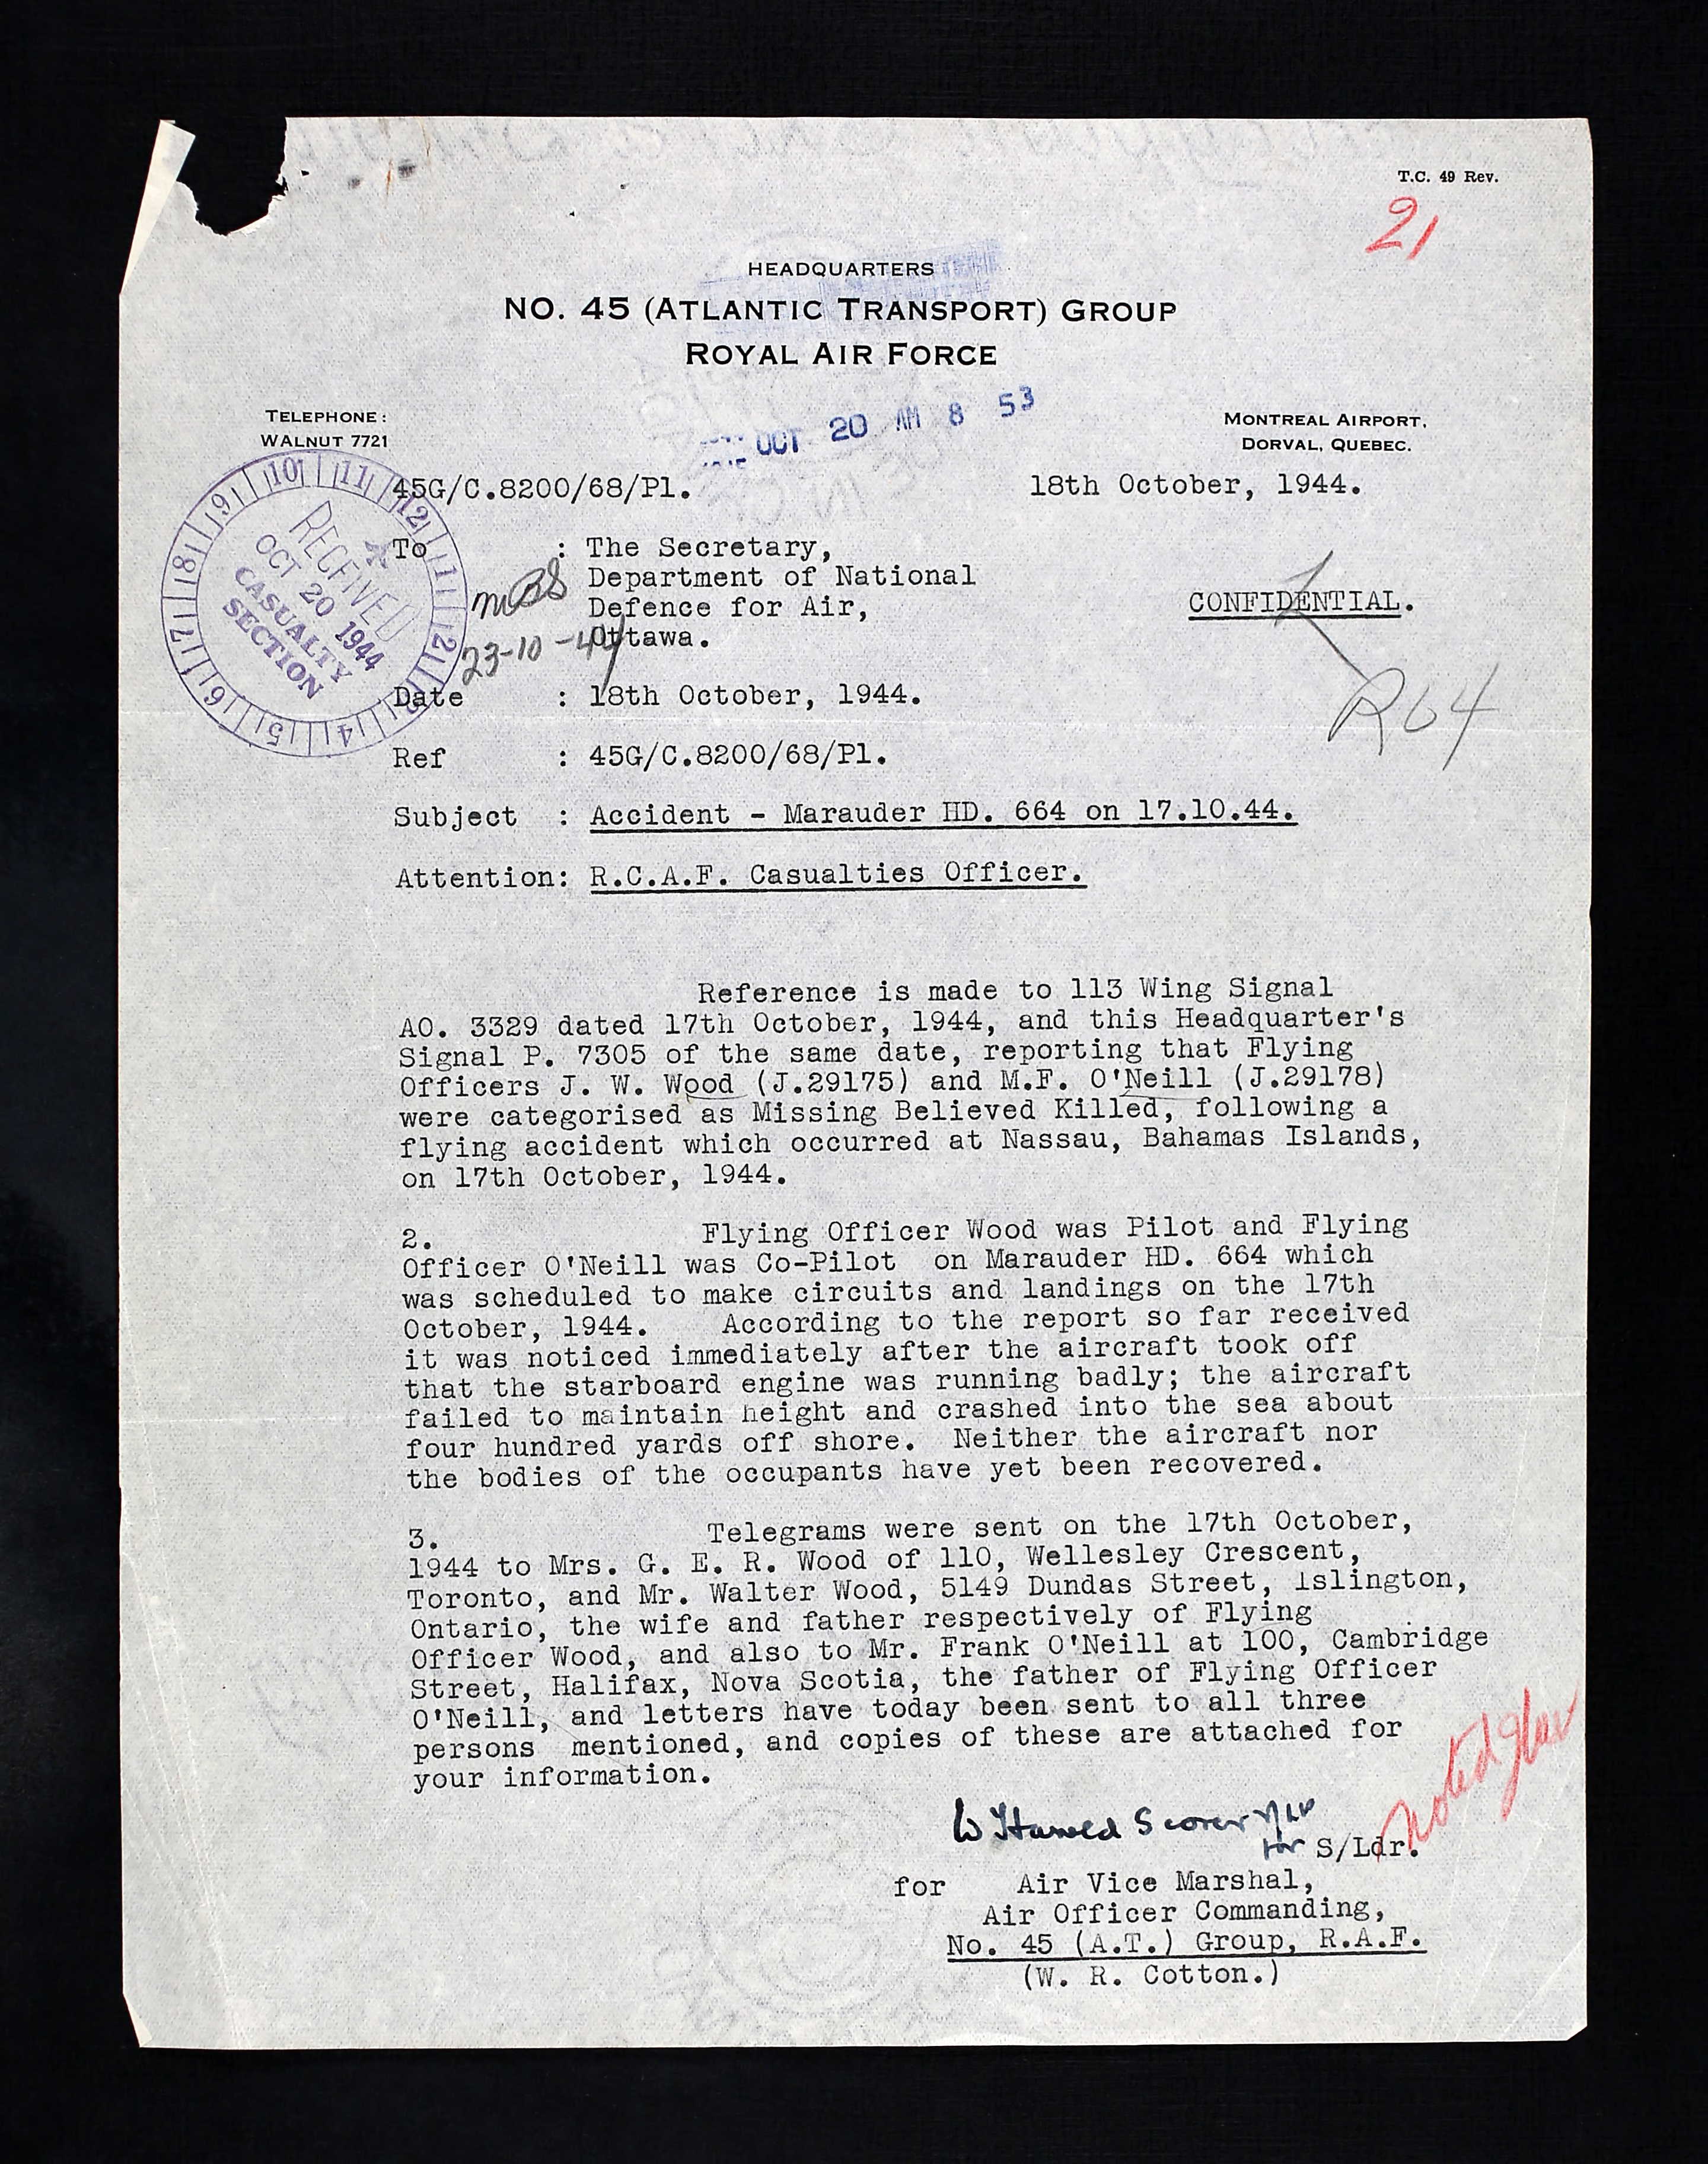 T.C. 49 Rev.
21
HEADQUARTERS
NO. 45 (ATLANTIC TRANSPORT) GROUP
ROYAL AIR FORCE
TELEPHONE:
WALNUT 7721
MONTREAL AIRPORT,
DORVAL, QUEBEC.
OCT 20 AM 8 53
45G/C.8200/68/Pl.
18th October, 1944.
10 11 12 1 2 3 4 5 6 7 8 9
RECEIVED
OCT 20 1944
CASUALTY
SECTION
To : The Secretary,
Department of National
Defence for Air,
Ottawa.
23-10-44
CONFIDENTIAL.
R64
Date : 18th October, 1944.
Ref : 45G/C.8200/68/Pl.
Subject : Accident - Marauder HD. 664 on 17.10.44.
Attention: R.C.A.F. Casualties Officer.
Reference is made to 113 Wing Signal
AO. 3329 dated 17th October, 1944, and this Headquarter's
Signal P. 7305 of the same date, reporting that Flying
Officers J. W. Wood (J.29175) and M.F. O'Neill (J.29178)
were categorised as Missing Believed Killed, following a
flying accident which occurred at Nassau, Bahamas Islands,
on 17th October, 1944.
2. Flying Officer Wood was Pilot and Flying
Officer O'Neill was Co-Pilot on Marauder HD. 664 which
was scheduled to make circuits and landings on the 17th
October, 1944. According to the report so far received
it was noticed immediately after the aircraft took off
that the starboard engine was running badly; the aircraft
failed to maintain height and crashed into the sea about
four hundred yards off shore. Neither the aircraft nor
the bodies of the occupants have yet been recovered.
3. Telegrams were sent on the 17th October,
1944 to Mrs. G. E. R. Wood of 110, Wellesley Crescent,
Toronto, and Mr. Walter Wood, 5149 Dundas Street, Islington,
Ontario, the wife and father respectively of Flying
Officer Wood, and also to Mr. Frank O'Neill at 100, Cambridge
Street, Halifax, Nova Scotia, the father of Flying Officer
O'Neill, and letters have today been sent to all three
persons mentioned, and copies of these are attached for
your information.
noted
for S/Ldr.
for Air Vice Marshal,
Air Officer Commanding,
No. 45 (A.T.) Group, R.A.F.
(W. R. Cotton.)